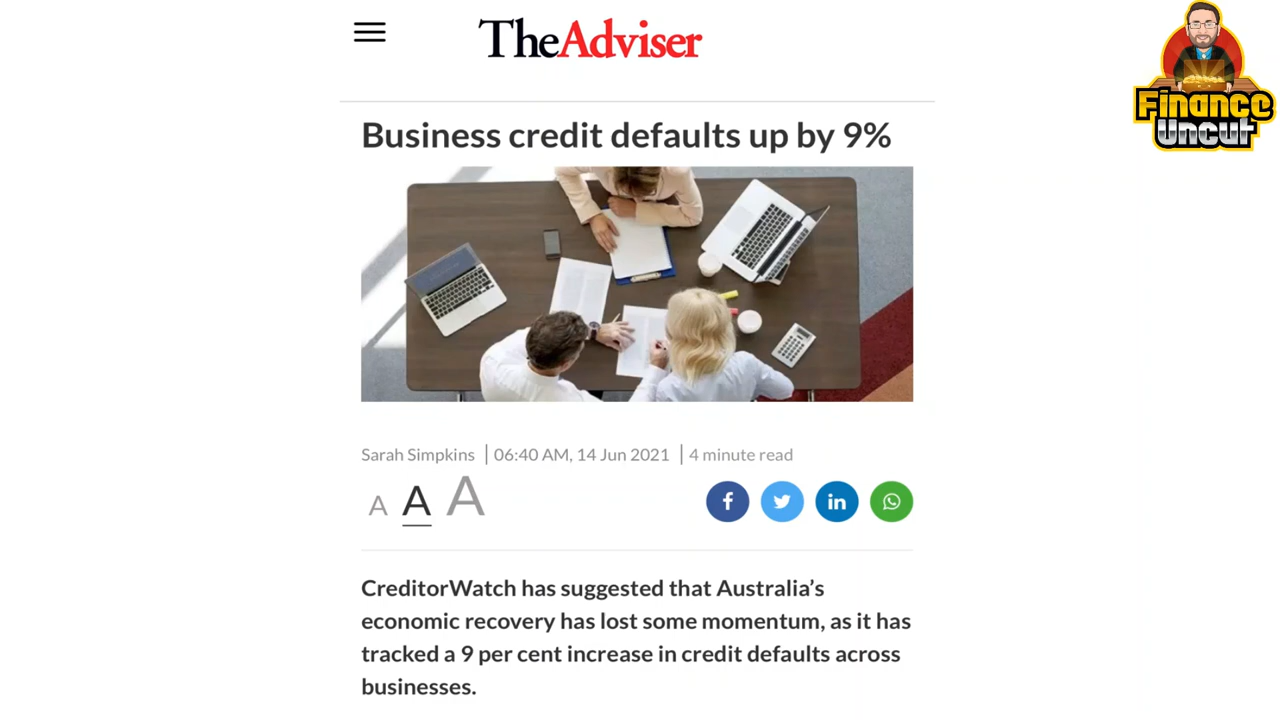 TheAdviser
Finance
Uncut
Business credit defaults up by 9%
Sarah Simpkins | 06:40 AM, 14 Jun 2021 | 4 minute read
A A A
CreditorWatch has suggested that Australia’s
economic recovery has lost some momentum, as it has
tracked a 9 per cent increase in credit defaults across
businesses.